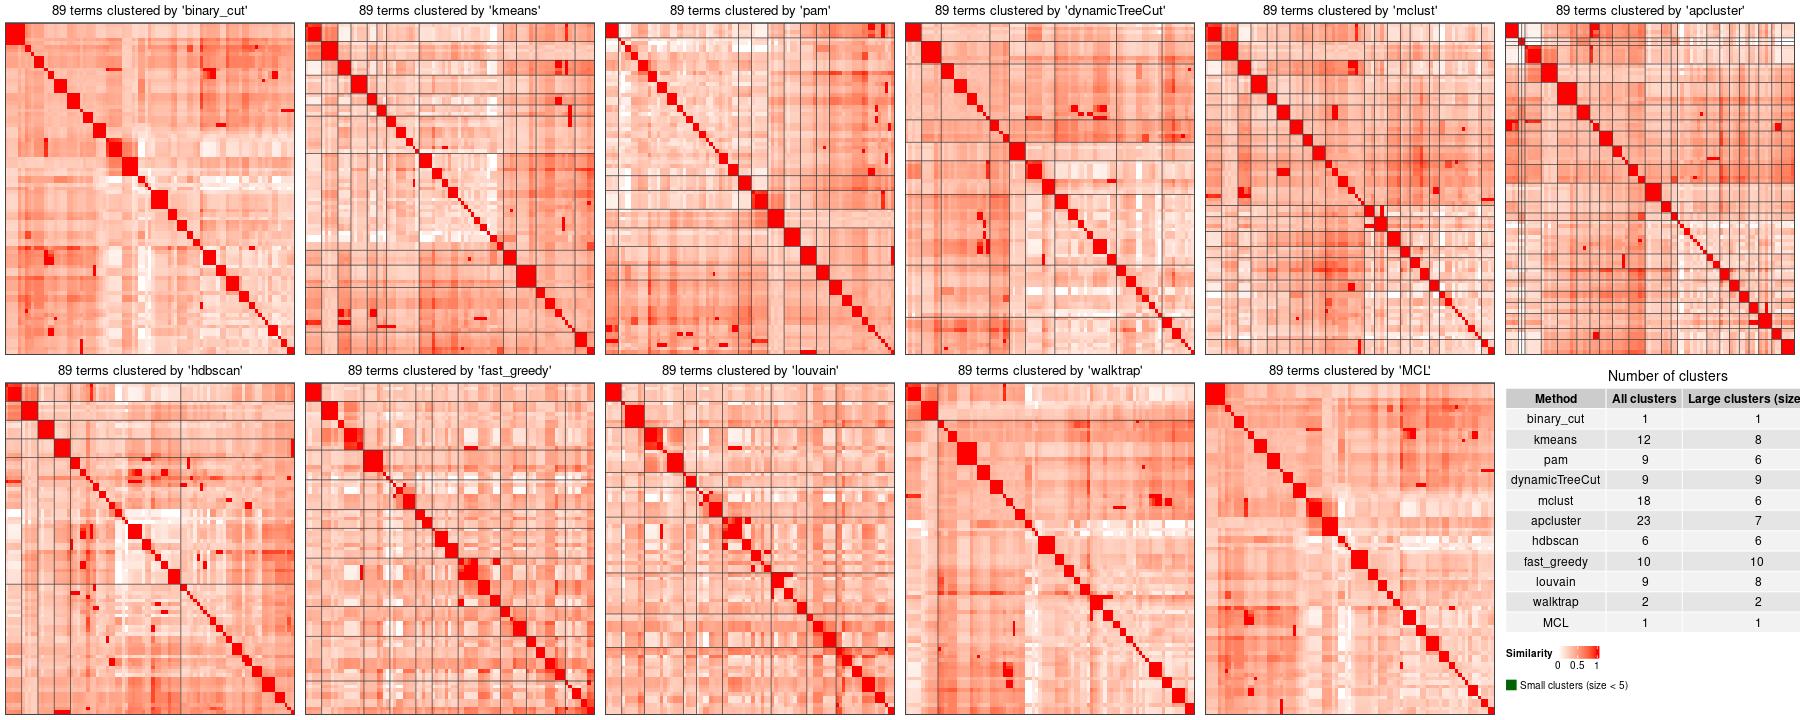 89 terms clustered by 'binary_cut'
89 terms clustered by 'kmeans'
89 terms clustered by 'pam'
89 terms clustered by 'dynamicTreeCut'
89 terms clustered by 'mclust'
89 terms clustered by 'apcluster'
89 terms clustered by 'hdbscan'
89 terms clustered by 'fast_greedy'
89 terms clustered by 'louvain'
89 terms clustered by 'walktrap'
89 terms clustered by 'MCL'
Number of clusters
Method All clusters Large clusters (size
binary_cut 1 1
kmeans 12 8
pam 9 6
dynamicTreeCut 9 9
mclust 18 6
apcluster 23 7
hdbscan 6 6
fast_greedy 10 10
louvain 9 8
walktrap 2 2
MCL 1 1
Similarity
0 0.5 1
Small clusters (size < 5)